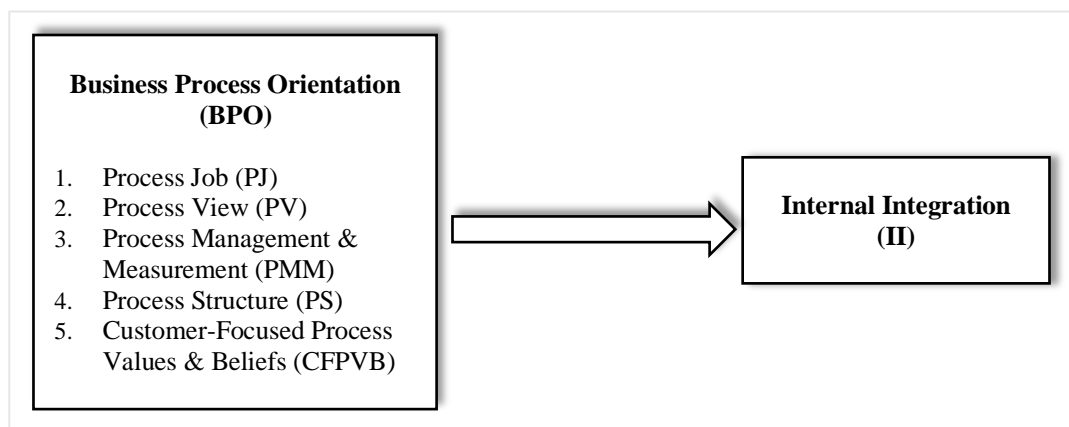 Business Process Orientation
(BPO)
1. Process Job (PJ)
2. Process View (PV)
3. Process Management &
Measurement (PMM)
4. Process Structure (PS)
5. Customer-Focused Process
Values & Beliefs (CFPVB)
Internal Integration
(II)